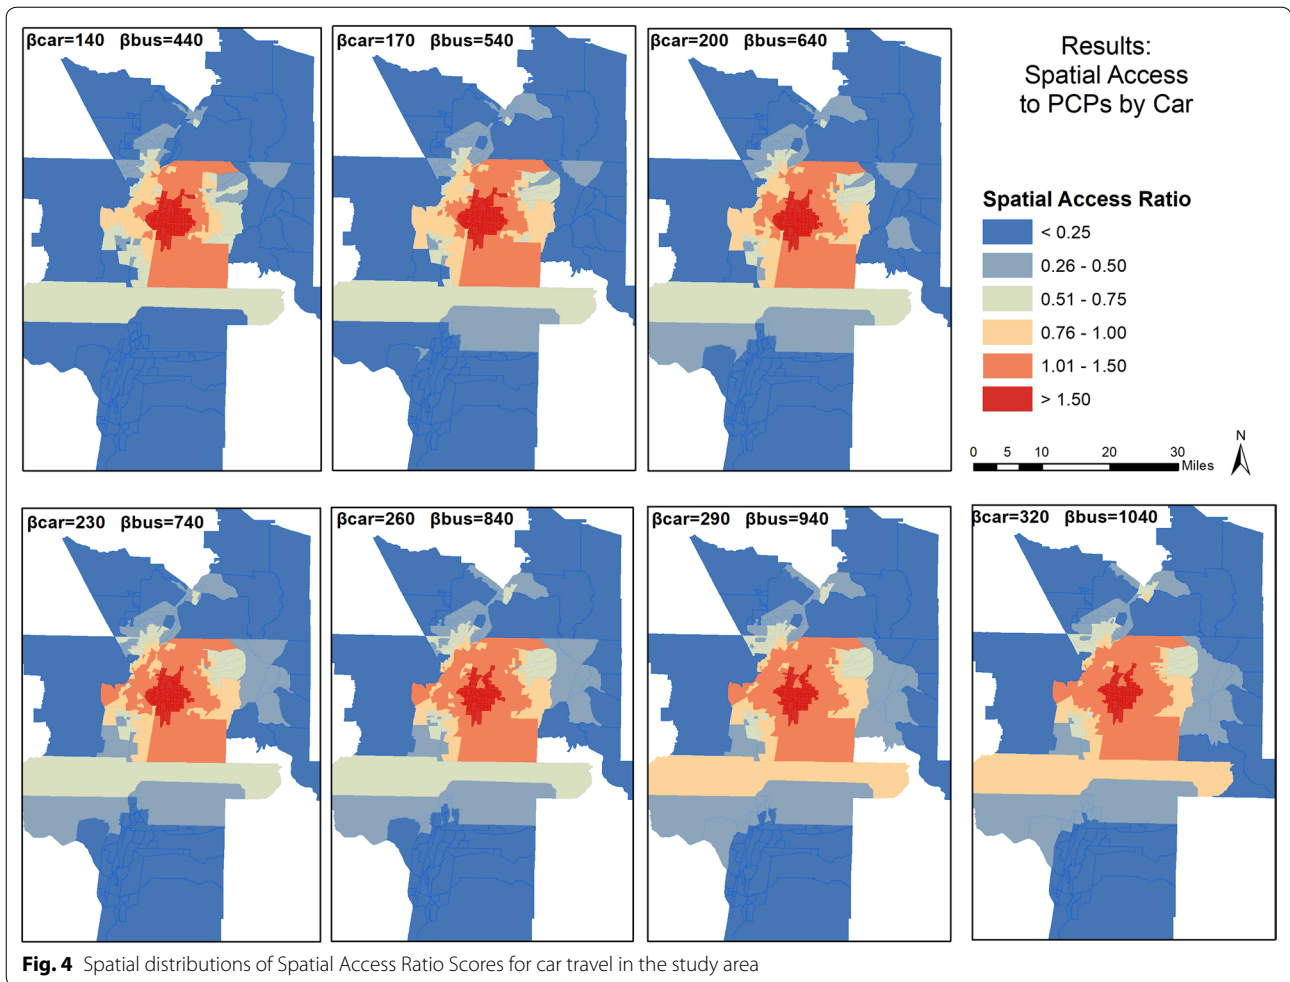 βcar=140 βbus=440
βcar=170 βbus=540
βcar=200 βbus=640
Results:
Spatial Access
to PCPs by Car
Spatial Access Ratio
< 0.25
0.26 - 0.50
0.51 - 0.75
0.76 - 1.00
1.01 - 1.50
> 1.50
N
0 5 10 20 30
Miles
βcar=230 βbus=740
βcar=260 βbus=840
βcar=290 βbus=940
βcar=320 βbus=1040
Fig. 4 Spatial distributions of Spatial Access Ratio Scores for car travel in the study area